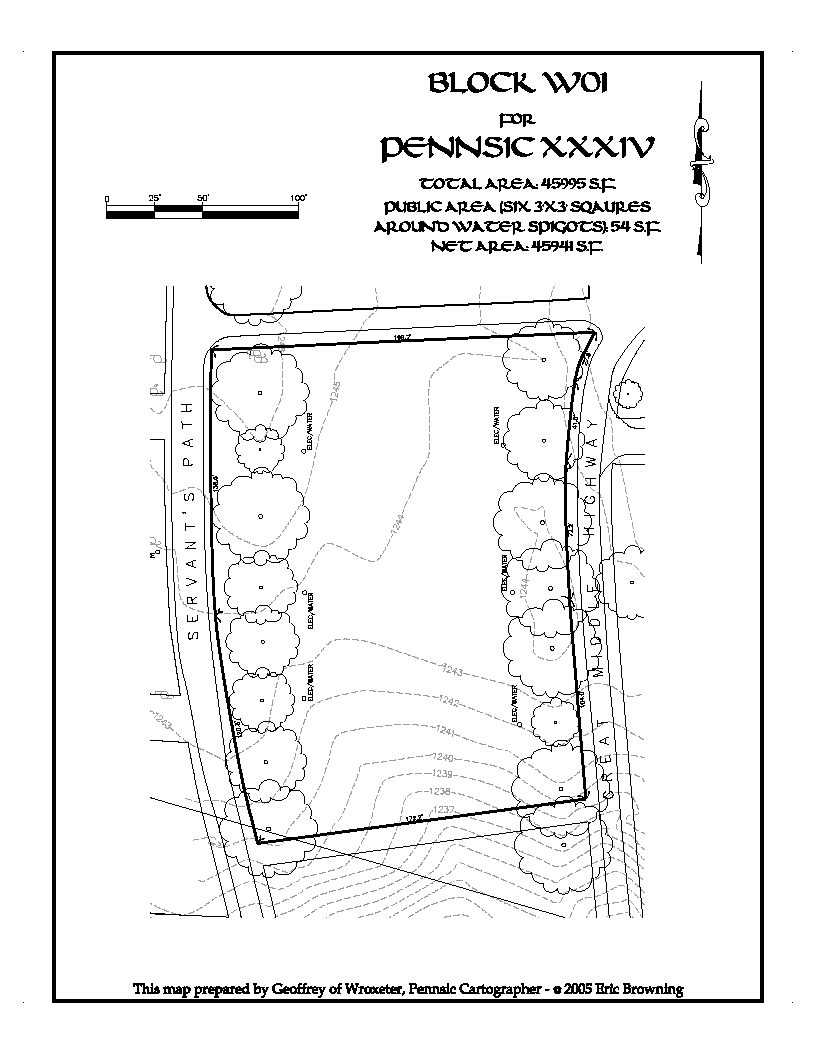 BLOCK W01
FOR
PENNSIC XXXIV
TOTAL AREA: 45995 S.F.
PUBLIC AREA (SIX 3'X3' SQAURES
AROUND WATER SPIGOTS): 54 S.F.
NET AREA: 45941 S.F.
0 25' 50' 100'
1245
ELEC/WATER
ELEC/WATER
SERVANT'S PATH
GREAT MIDDLE HIGHWAY
1244
ELEC/WATER
1244
ELEC/WATER
ELEC/WATER
ELEC/WATER
1243
1242
1243
1241
1240
1239
1238
1237
This map prepared by Geoffrey of Wroxeter, Pennsic Cartographer - © 2005 Eric Browning